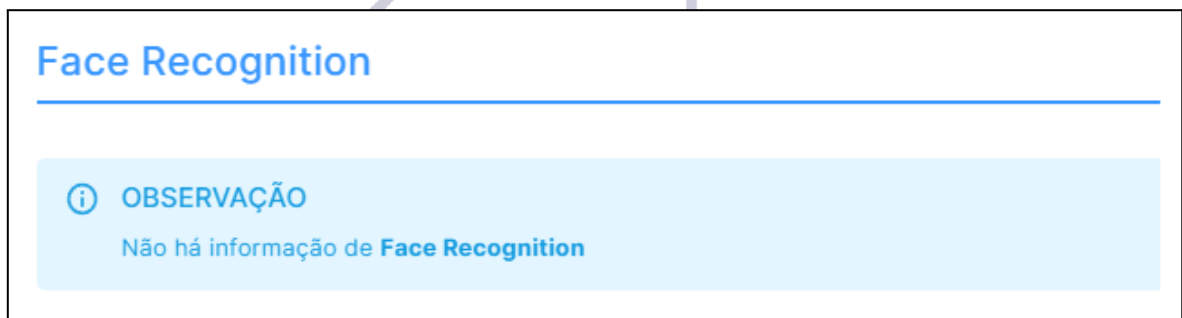 Face Recognition
OBSERVAÇÃO
Não há informação de Face Recognition